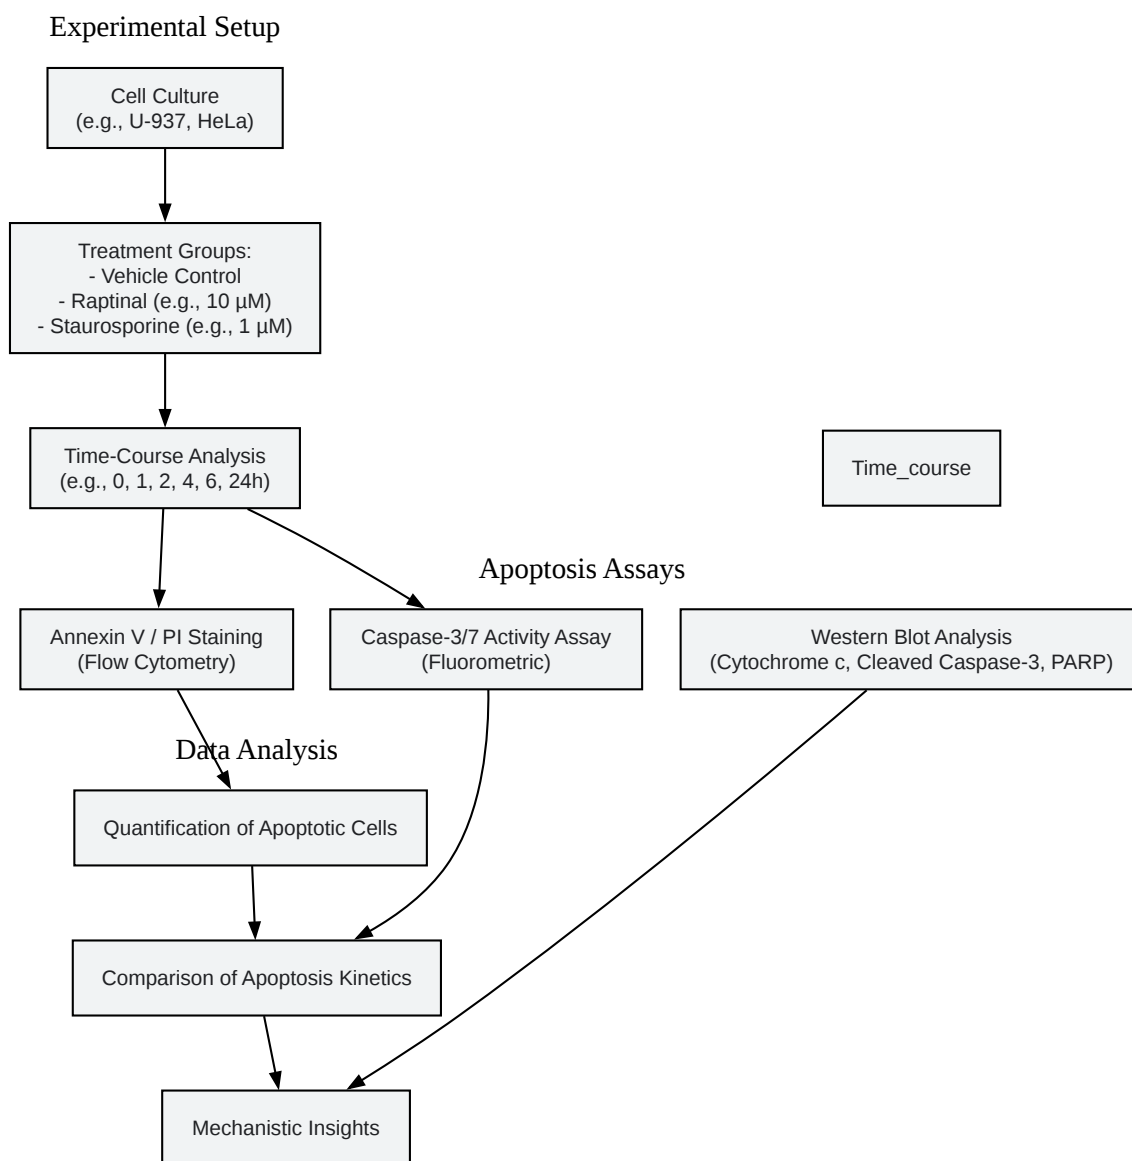 Experimental Setup
Cell Culture
(e.g., U-937, HeLa)
Treatment Groups:
- Vehicle Control
- Raptinal (e.g., 10 µM)
- Staurosporine (e.g., 1 µM)
Time-Course Analysis
(e.g., 0, 1, 2, 4, 6, 24h)
Time_course
Apoptosis Assays
Annexin V / PI Staining
(Flow Cytometry)
Caspase-3/7 Activity Assay
(Fluorometric)
Western Blot Analysis
(Cytochrome c, Cleaved Caspase-3, PARP)
Data Analysis
Quantification of Apoptotic Cells
Comparison of Apoptosis Kinetics
Mechanistic Insights